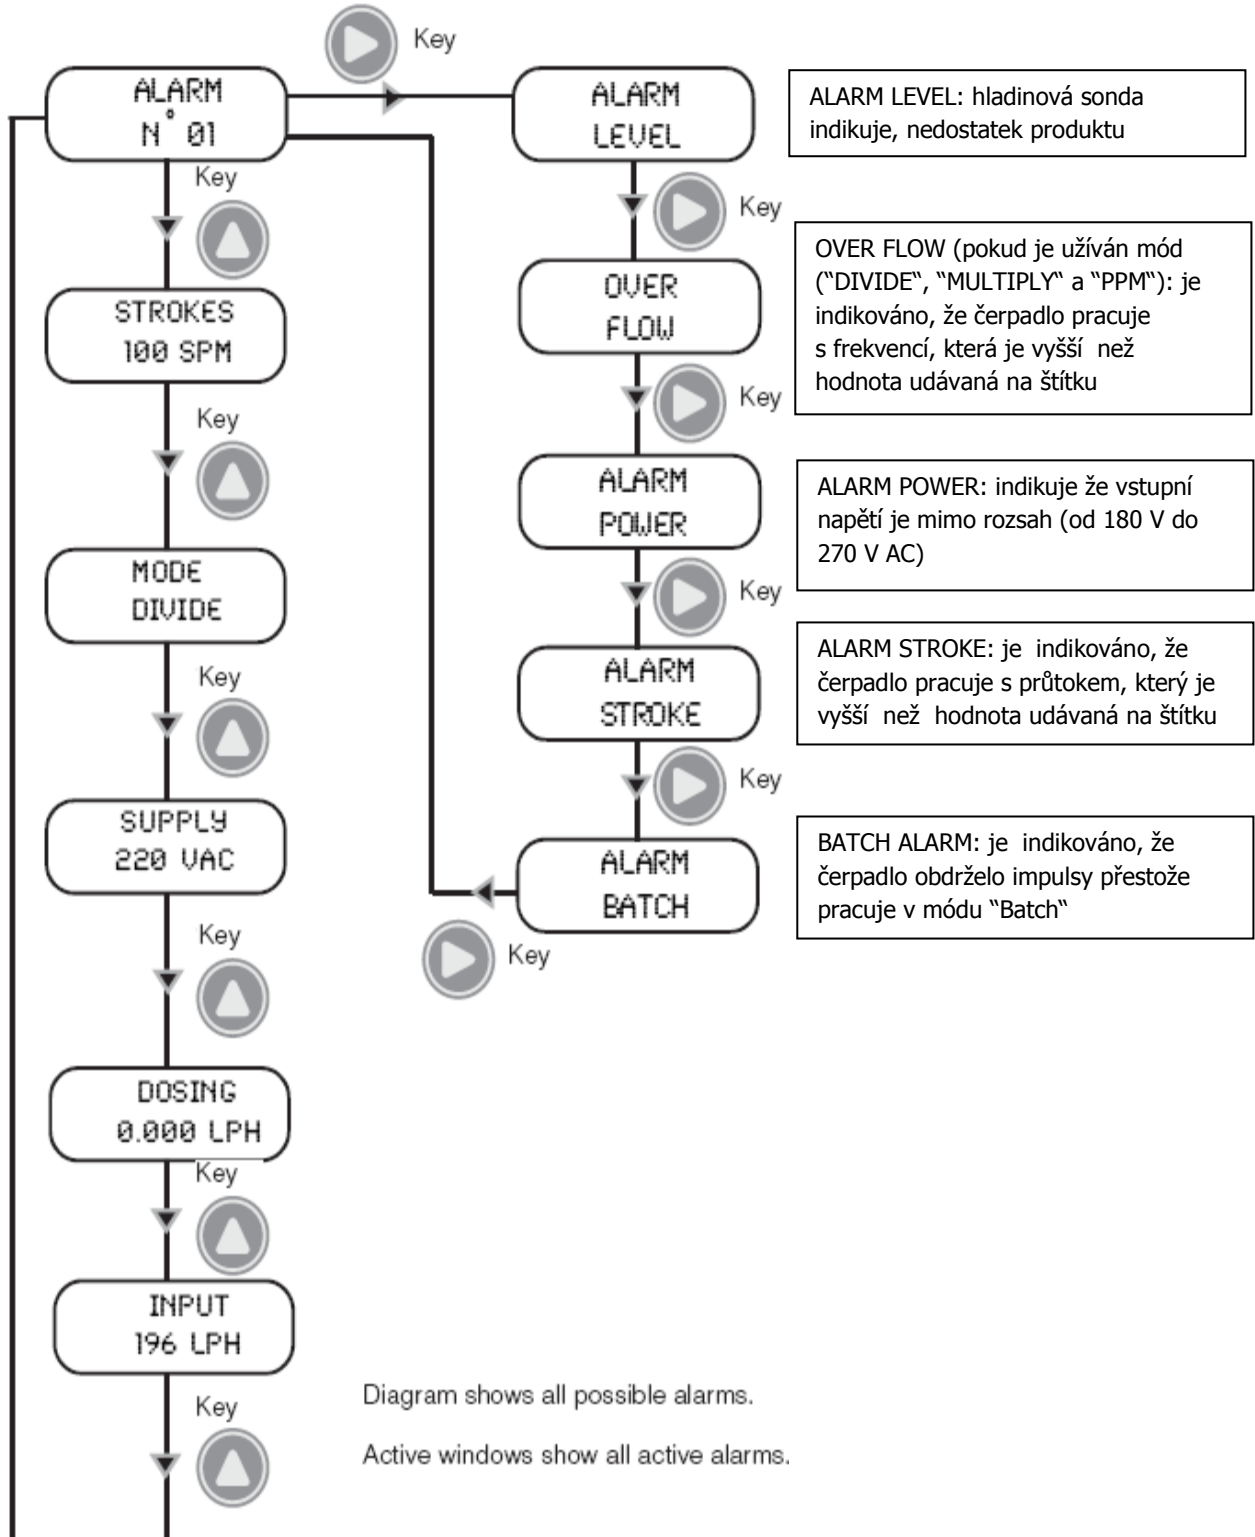 Key
ALARM
N° 01
ALARM
LEVEL
ALARM LEVEL: hladinová sonda
indikuje, nedostatek produktu
Key
Key
STROKES
100 SPM
OVER
FLOW
OVER FLOW (pokud je užíván mód
(“DIVIDE“, “MULTIPLY“ a “PPM“): je
indikováno, že čerpadlo pracuje
s frekvencí, která je vyšší než
hodnota udávaná na štítku
Key
Key
ALARM
POWER
ALARM POWER: indikuje že vstupní
napětí je mimo rozsah (od 180 V do
270 V AC)
MODE
DIVIDE
Key
Key
ALARM
STROKE
ALARM STROKE: je indikováno, že
čerpadlo pracuje s průtokem, který je
vyšší než hodnota udávaná na štítku
Key
SUPPLY
220 VAC
ALARM
BATCH
BATCH ALARM: je indikováno, že
čerpadlo obdrželo impulsy přestože
pracuje v módu “Batch“
Key
Key
DOSING
0.000 LPH
Key
INPUT
196 LPH
Key
Diagram shows all possible alarms.
Active windows show all active alarms.